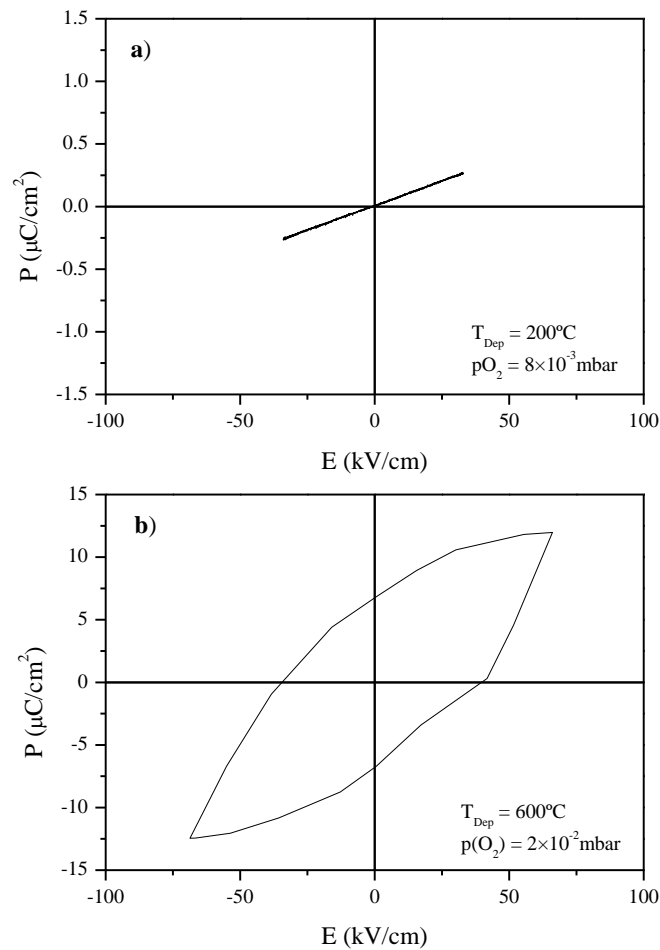 a)
1.5
1.0
0.5
0.0
-0.5
-1.0
-1.5
P (μC/cm²)
T_Dep = 200ºC
pO₂ = 8×10⁻³mbar
-100 -50 0 50 100
E (kV/cm)
b)
15
10
5
0
-5
-10
-15
P (μC/cm²)
T_Dep = 600ºC
p(O₂) = 2×10⁻²mbar
-100 -50 0 50 100
E (kV/cm)